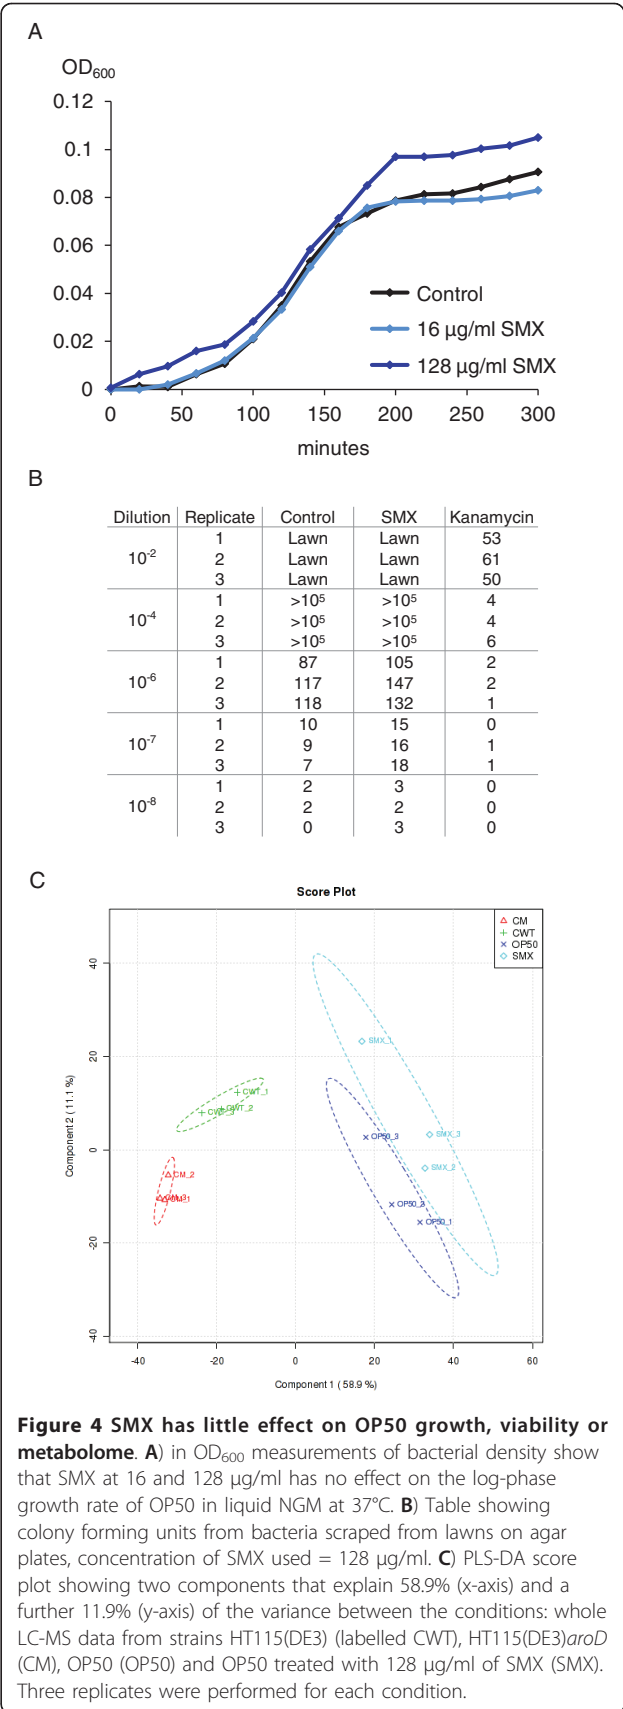 A
OD600
0.12
0.1
0.08
0.06
0.04
0.02
0
0 50 100 150 200 250 300
minutes
Control
16 µg/ml SMX
128 µg/ml SMX
B
Dilution Replicate Control SMX Kanamycin
10-2
1 Lawn Lawn 53
2 Lawn Lawn 61
3 Lawn Lawn 50
10-4
1 >105 >105 4
2 >105 >105 4
3 >105 >105 6
10-6
1 87 105 2
2 117 147 2
3 118 132 1
10-7
1 10 15 0
2 9 16 1
3 7 18 1
10-8
1 2 3 0
2 2 2 0
3 0 3 0
C
Score Plot
CM
CWT
OP50
SMX
Component 2 ( 11.1 %)
40
20
0
-20
-40
SMX_1
CWT_1
CWT_2
OP50_3
SMX_3
SMX_2
CM_2
OP50_2
OP50_1
-40 -20 0 20 40 60
Component 1 ( 58.9 %)
Figure 4 SMX has little effect on OP50 growth, viability or
metabolome. A) in OD600 measurements of bacterial density show
that SMX at 16 and 128 µg/ml has no effect on the log-phase
growth rate of OP50 in liquid NGM at 37°C. B) Table showing
colony forming units from bacteria scraped from lawns on agar
plates, concentration of SMX used = 128 µg/ml. C) PLS-DA score
plot showing two components that explain 58.9% (x-axis) and a
further 11.9% (y-axis) of the variance between the conditions: whole
LC-MS data from strains HT115(DE3) (labelled CWT), HT115(DE3)aroD
(CM), OP50 (OP50) and OP50 treated with 128 µg/ml of SMX (SMX).
Three replicates were performed for each condition.